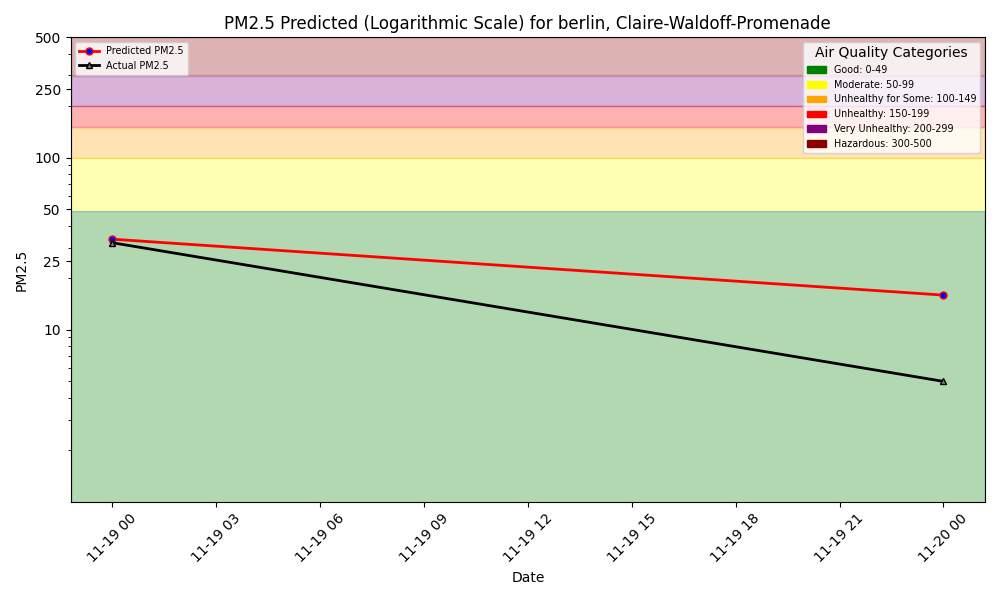 PM2.5 Predicted (Logarithmic Scale) for berlin, Claire-Waldoff-Promenade
Predicted PM2.5
Actual PM2.5
Air Quality Categories
Good: 0-49
Moderate: 50-99
Unhealthy for Some: 100-149
Unhealthy: 150-199
Very Unhealthy: 200-299
Hazardous: 300-500
500
250
100
50
25
10
PM2.5
11-19 00
11-19 03
11-19 06
11-19 09
11-19 12
11-19 15
11-19 18
11-19 21
11-20 00
Date